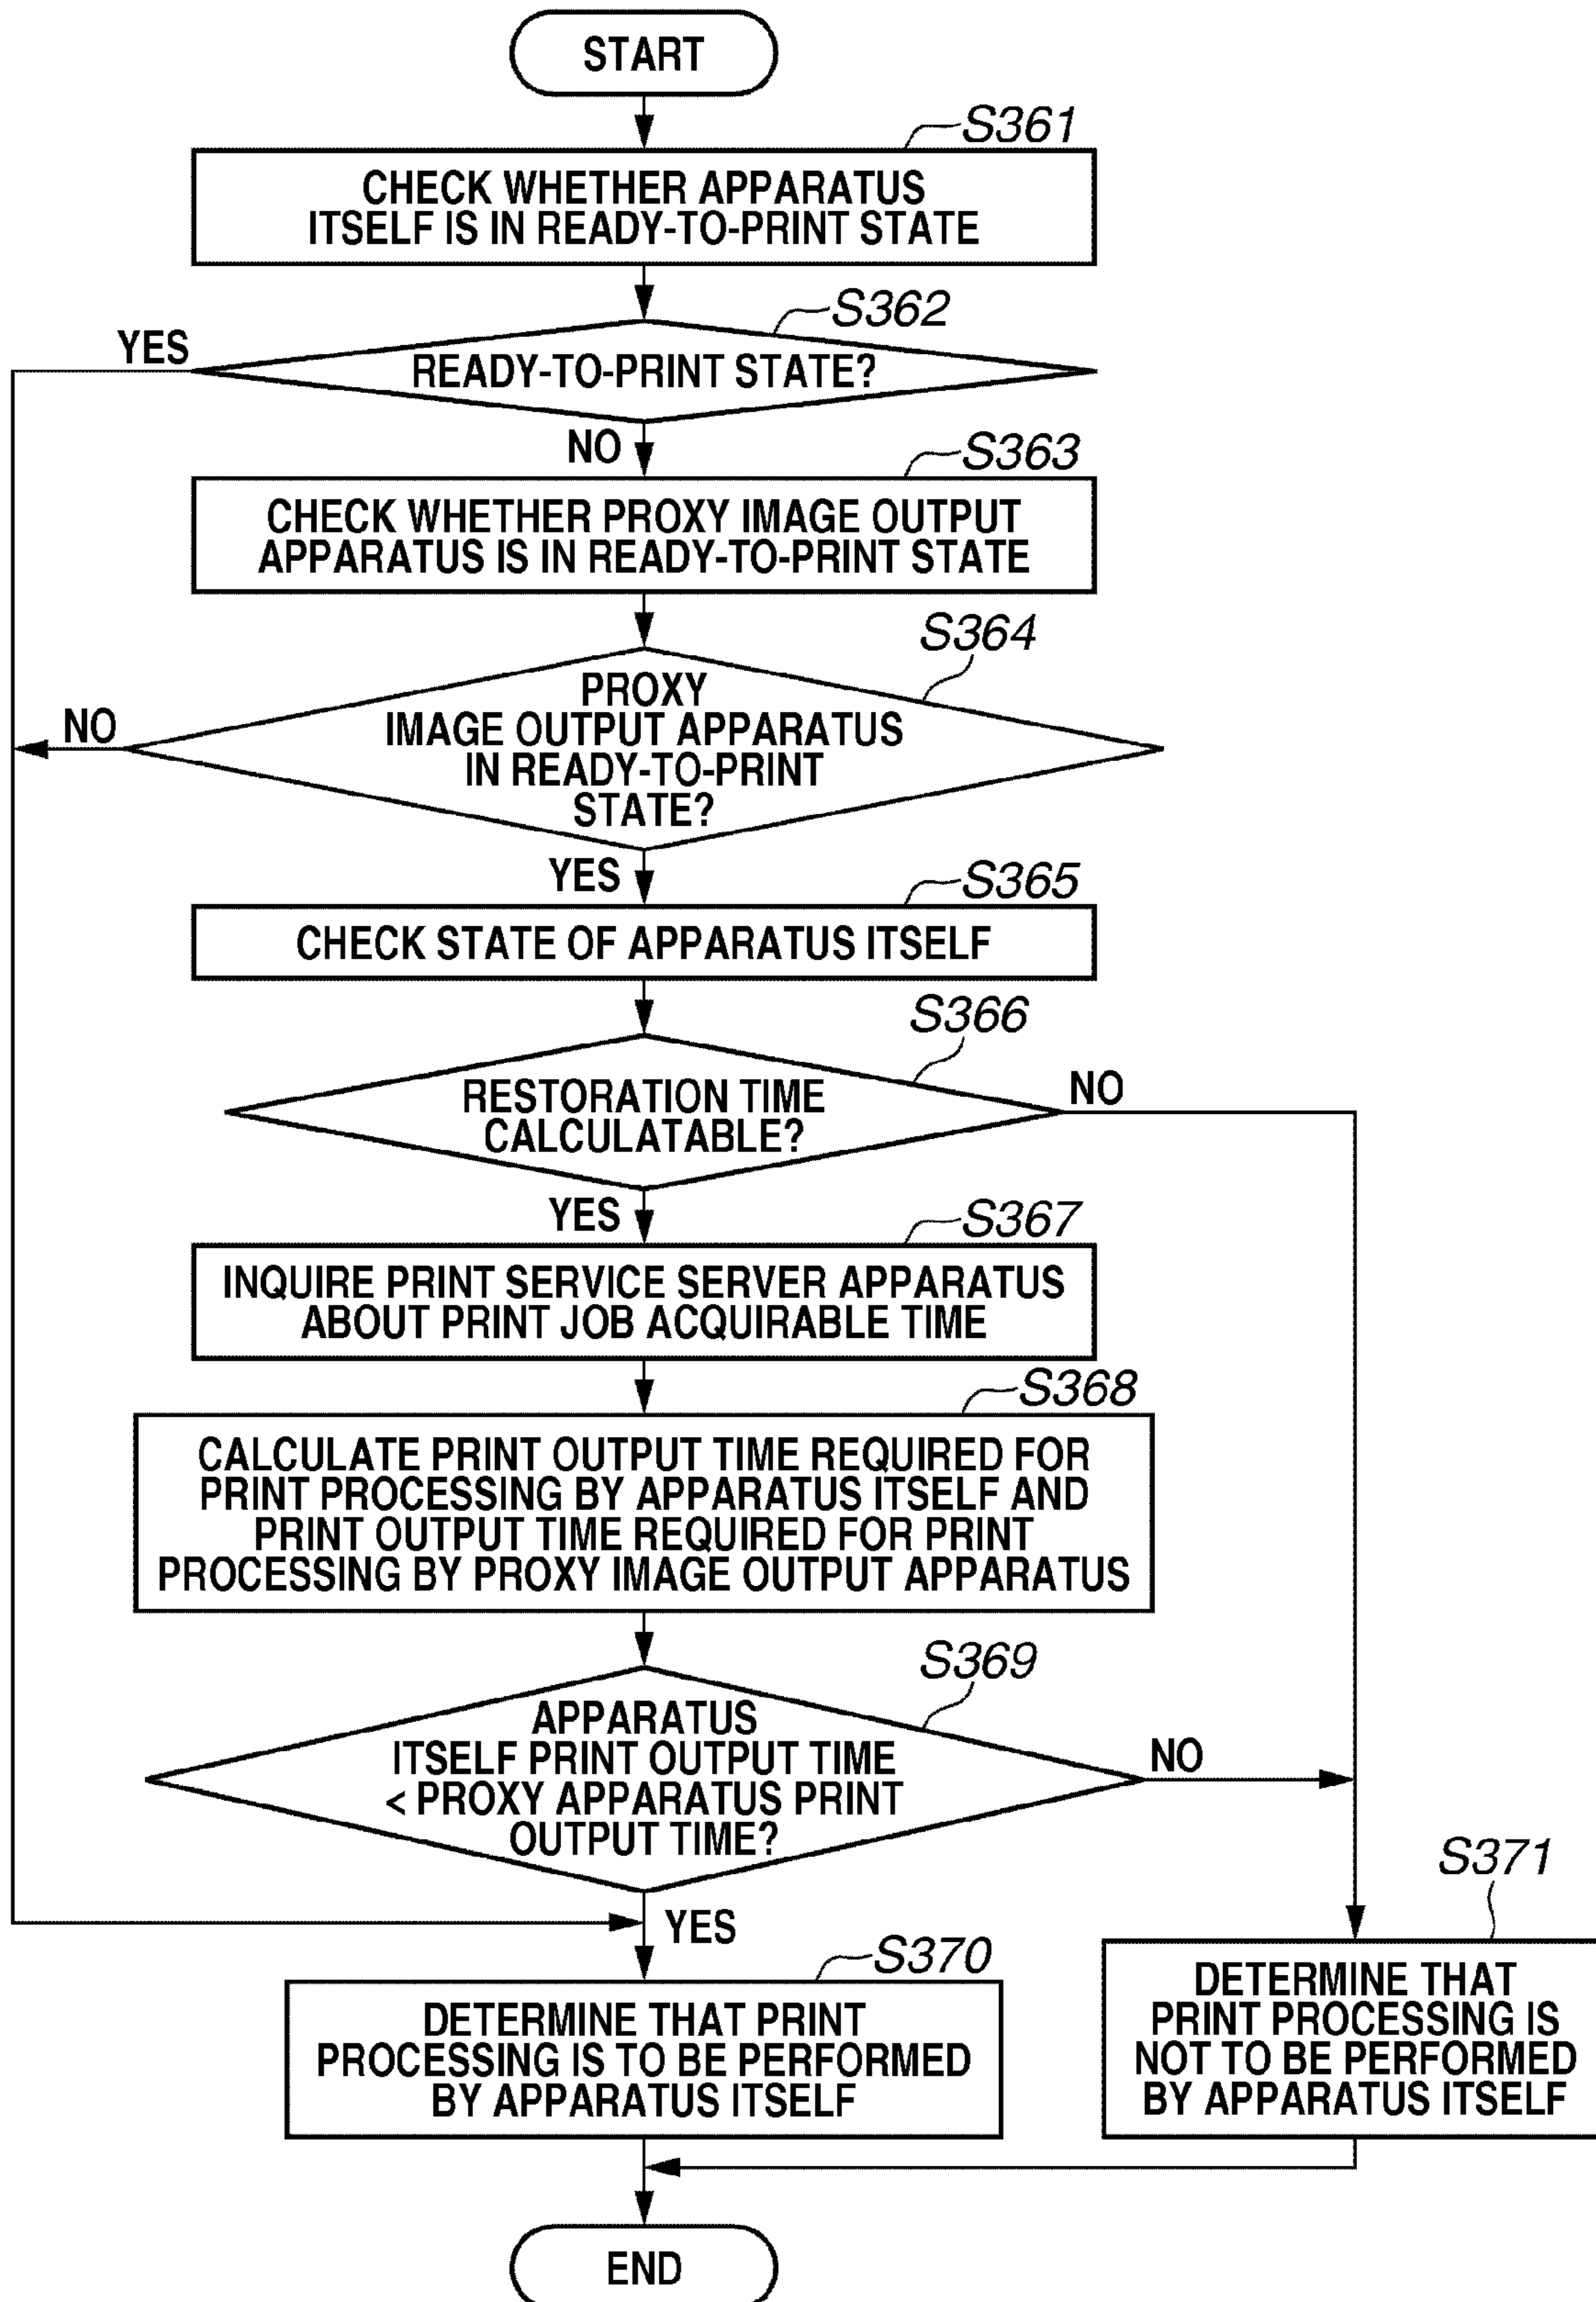 START
S361
CHECK WHETHER APPARATUS
ITSELF IS IN READY-TO-PRINT STATE
S362
YES
READY-TO-PRINT STATE?
NO
S363
CHECK WHETHER PROXY IMAGE OUTPUT
APPARATUS IS IN READY-TO-PRINT STATE
S364
NO
PROXY
IMAGE OUTPUT APPARATUS
IN READY-TO-PRINT
STATE?
YES
S365
CHECK STATE OF APPARATUS ITSELF
S366
RESTORATION TIME
CALCULATABLE?
NO
YES
S367
INQUIRE PRINT SERVICE SERVER APPARATUS
ABOUT PRINT JOB ACQUIRABLE TIME
S368
CALCULATE PRINT OUTPUT TIME REQUIRED FOR
PRINT PROCESSING BY APPARATUS ITSELF AND
PRINT OUTPUT TIME REQUIRED FOR PRINT
PROCESSING BY PROXY IMAGE OUTPUT APPARATUS
S369
APPARATUS
ITSELF PRINT OUTPUT TIME
< PROXY APPARATUS PRINT
OUTPUT TIME?
NO
YES
S370
DETERMINE THAT PRINT
PROCESSING IS TO BE PERFORMED
BY APPARATUS ITSELF
S371
DETERMINE THAT
PRINT PROCESSING IS
NOT TO BE PERFORMED
BY APPARATUS ITSELF
END